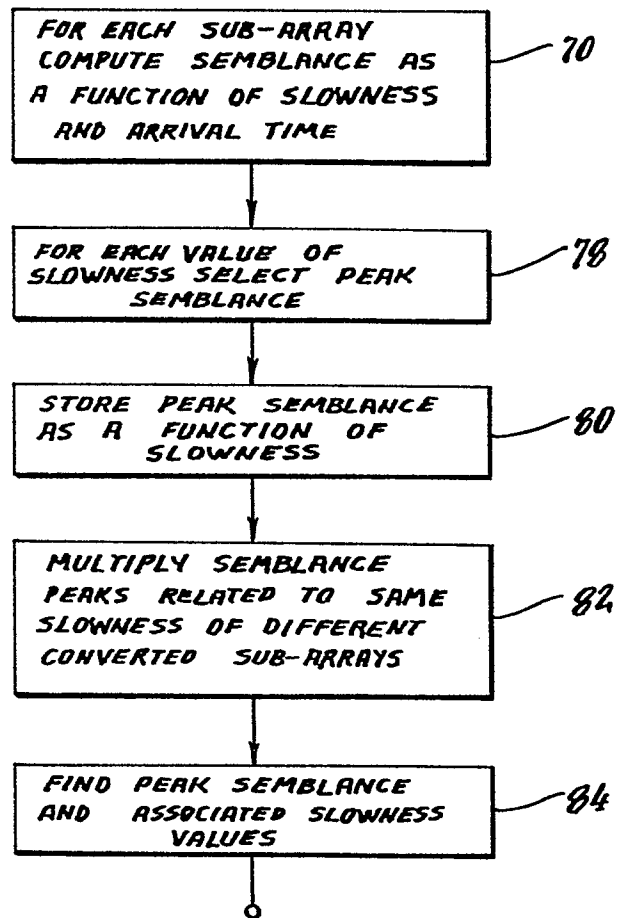 FOR EACH SUB-ARRAY
COMPUTE SEMBLANCE AS
A FUNCTION OF SLOWNESS
AND ARRIVAL TIME
70
FOR EACH VALUE OF
SLOWNESS SELECT PEAK
SEMBLANCE
78
STORE PEAK SEMBLANCE
AS A FUNCTION OF
SLOWNESS
80
MULTIPLY SEMBLANCE
PEAKS RELATED TO SAME
SLOWNESS OF DIFFERENT
CONVERTED SUB-ARRAYS
82
FIND PEAK SEMBLANCE
AND ASSOCIATED SLOWNESS
VALUES
84